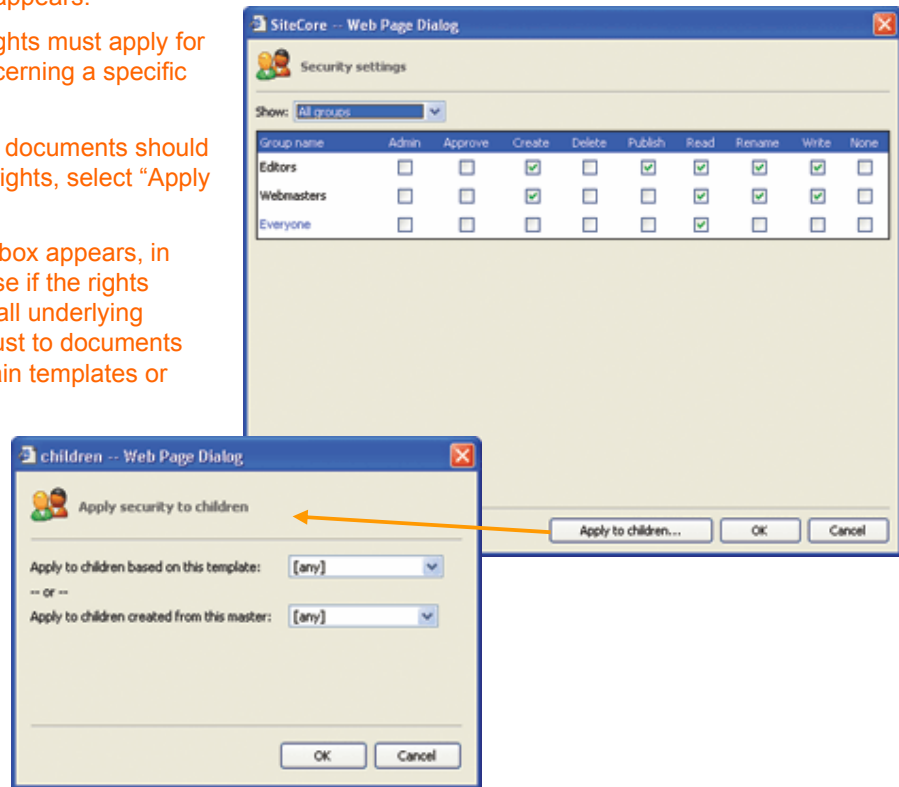 appears.
ghts must apply for
cerning a specific
documents should
ights, select “Apply
box appears, in
se if the rights
all underlying
ust to documents
ain templates or
SiteCore -- Web Page Dialog
Security settings
Show: All groups
Group name Admin Approve Create Delete Publish Read Rename Write None
Editors
Webmasters
Everyone
Apply to children... OK Cancel
children -- Web Page Dialog
Apply security to children
Apply to children based on this template: [any]
-- or --
Apply to children created from this master: [any]
OK Cancel